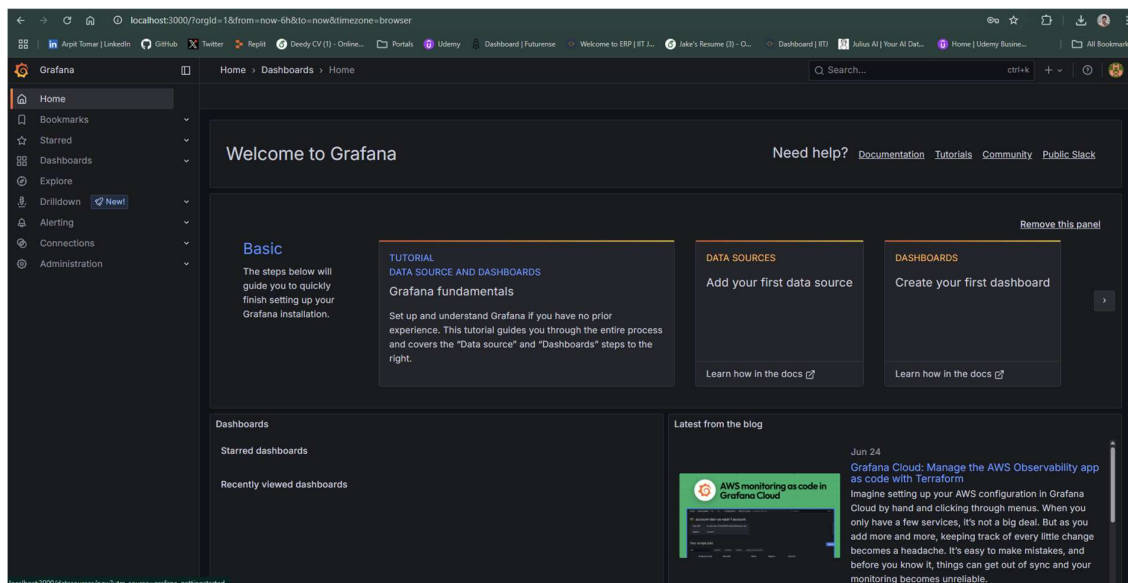 localhost:3000/?orgId=1&from=now-6h&to=now&timezone=browser
Arpit Tomar | LinkedIn GitHub Twitter Replit Deedy CV (1) - Online... Portals Udemy Dashboard | Futurense Welcome to ERP | IIT J... Jake's Resume (3) - O... Dashboard | IITJ Julius AI | Your AI Dat... Home | Udemy Busine... All Bookmark
Grafana
Home > Dashboards > Home
Search... ctrl+k
Home
Bookmarks
Starred
Dashboards
Explore
Drilldown New!
Alerting
Connections
Administration
Welcome to Grafana
Need help? Documentation Tutorials Community Public Slack
Remove this panel
Basic
The steps below will
guide you to quickly
finish setting up your
Grafana installation.
TUTORIAL
DATA SOURCE AND DASHBOARDS
Grafana fundamentals
Set up and understand Grafana if you have no prior
experience. This tutorial guides you through the entire process
and covers the "Data source" and "Dashboards" steps to the
right.
DATA SOURCES
Add your first data source
Learn how in the docs
DASHBOARDS
Create your first dashboard
Learn how in the docs
Dashboards
Starred dashboards
Recently viewed dashboards
Latest from the blog
AWS monitoring as code in
Grafana Cloud
Jun 24
Grafana Cloud: Manage the AWS Observability app
as code with Terraform
Imagine setting up your AWS configuration in Grafana
Cloud by hand and clicking through menus. When you
only have a few services, it's not a big deal. But as you
add more and more, keeping track of every little change
becomes a headache. It's easy to make mistakes, and
before you know it, things can get out of sync and your
monitoring becomes unreliable.